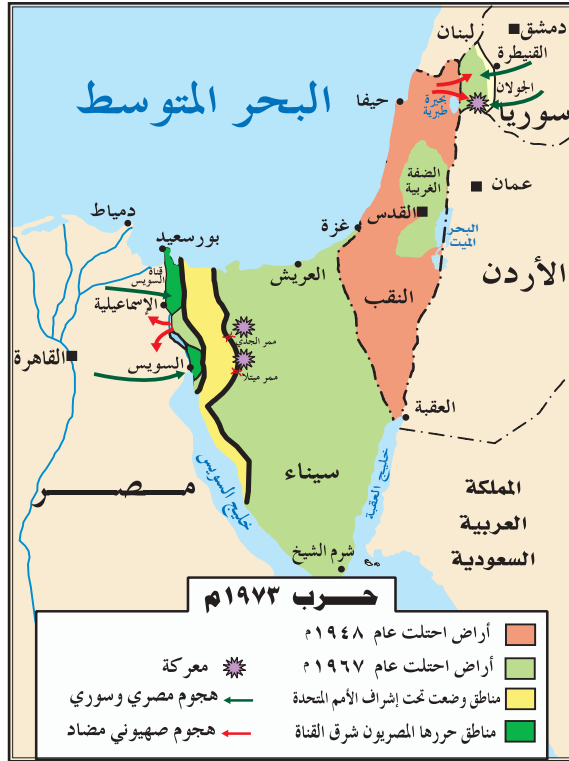 دمشق
لبنان
القنيطرة
الجولان
سوريا
بحيرة
طبرية
حيفا
البحر المتوسط
الضفة
الغربية
عمان
القدس
البحر
الميت
دمياط
غزة
بورسعيد
العريش
الأردن
قناة
السويس
النقب
الإسماعيلية
ممر الجدي
القاهرة
السويس
ممر ميتلا
العقبة
سيناء
مصر
خليج السويس
خليج العقبة
المملكة
العربية
السعودية
شرم الشيخ
حرب ١٩٧٣م
أراض احتلت عام ١٩٤٨م
أراض احتلت عام ١٩٦٧م
مناطق وضعت تحت إشراف الأمم المتحدة
مناطق حررها المصريون شرق القناة
معركة
هجوم مصري وسوري
هجوم صهيوني مضاد